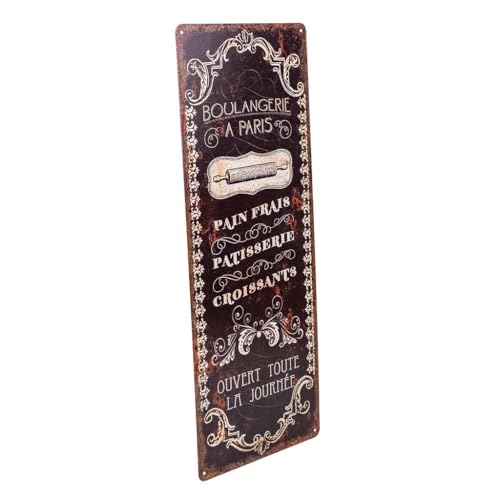 BOULANGERIE
A PARIS
PAIN FRAIS
PATISSERIE
CROISSANTS
OUVERT TOUTE
LA JOURNÉE